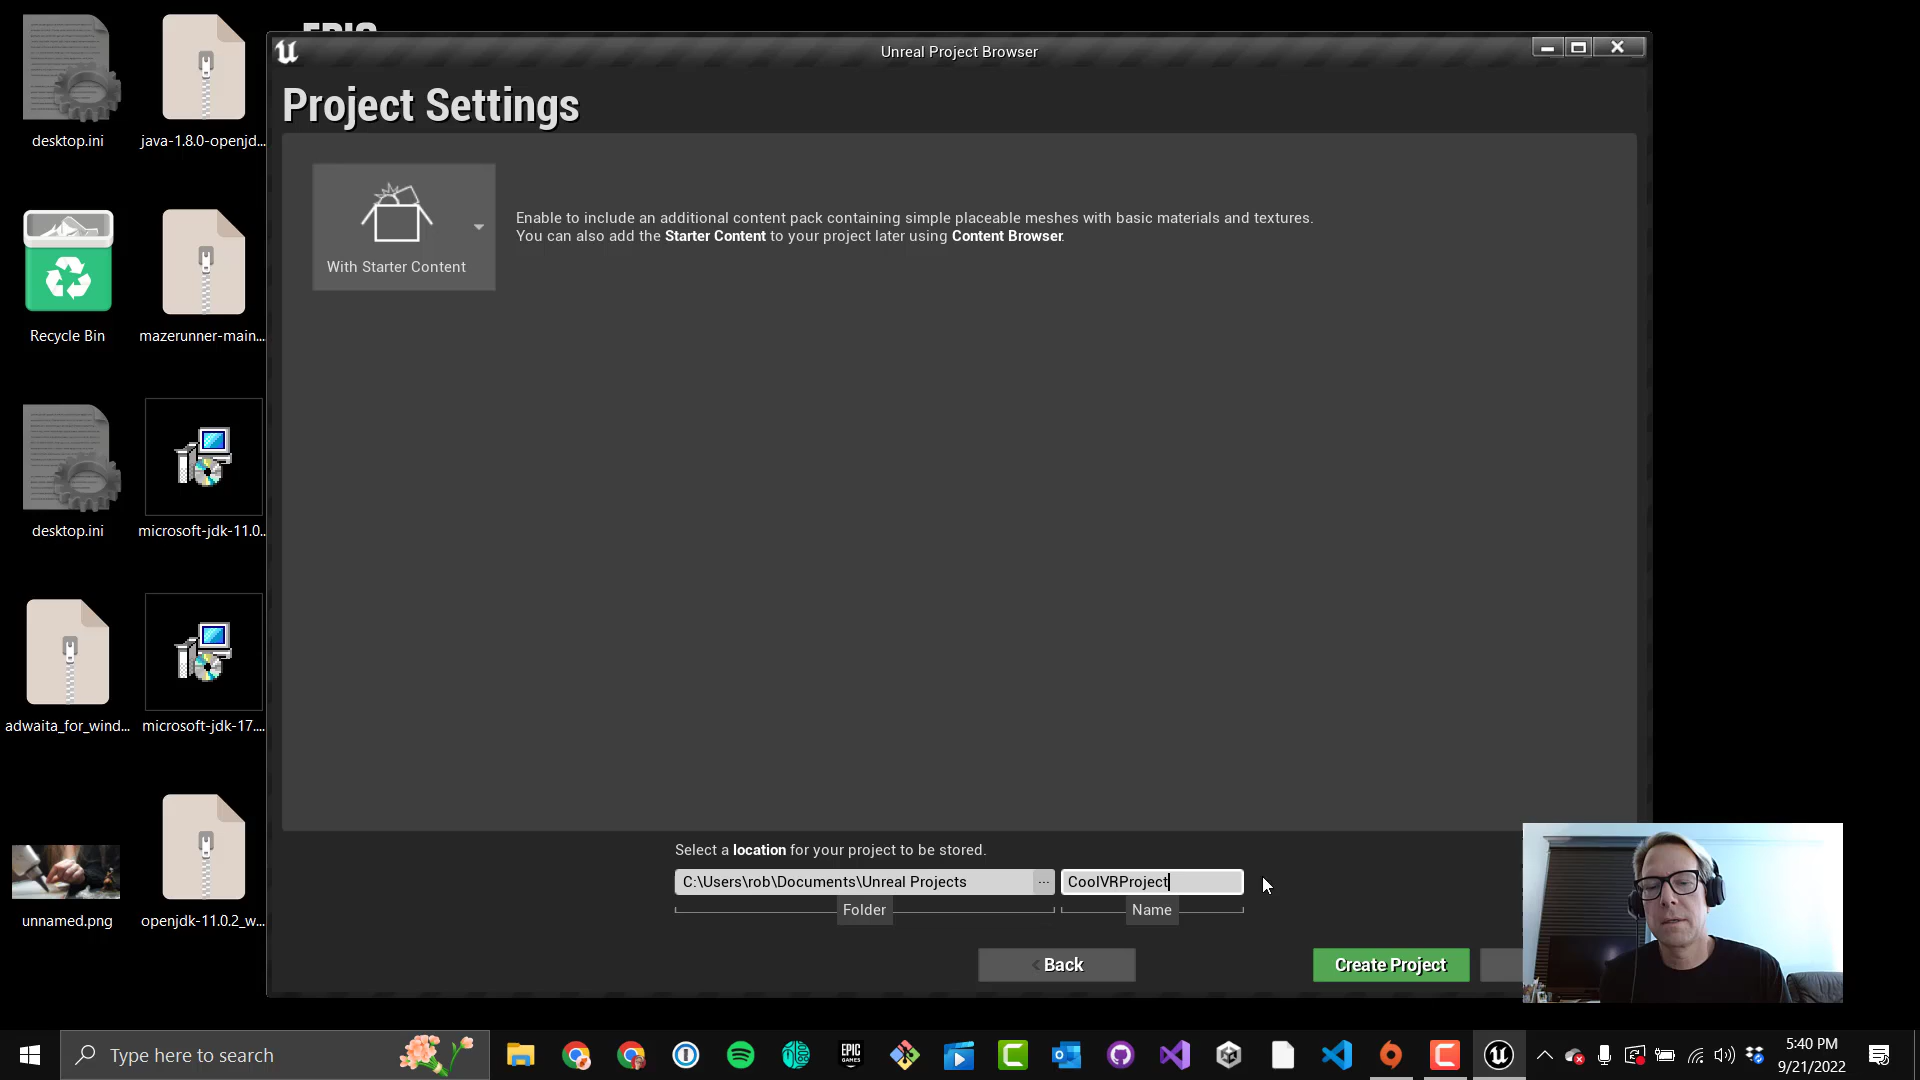 EPIC
Unreal Project Browser
Project Settings
With Starter Content
Enable to include an additional content pack containing simple placeable meshes with basic materials and textures.
You can also add the Starter Content to your project later using Content Browser.
desktop.ini
java-1.8.0-openjd...
Recycle Bin
mazerunner-main...
desktop.ini
microsoft-jdk-11.0...
adwaita_for_wind...
microsoft-jdk-17....
unnamed.png
openjdk-11.0.2_w...
Select a location for your project to be stored.
C:\Users\rob\Documents\Unreal Projects
...
CoolVRProject
Folder
Name
Back
Create Project
Type here to search
EPIC
GAMES
5:40 PM
9/21/2022